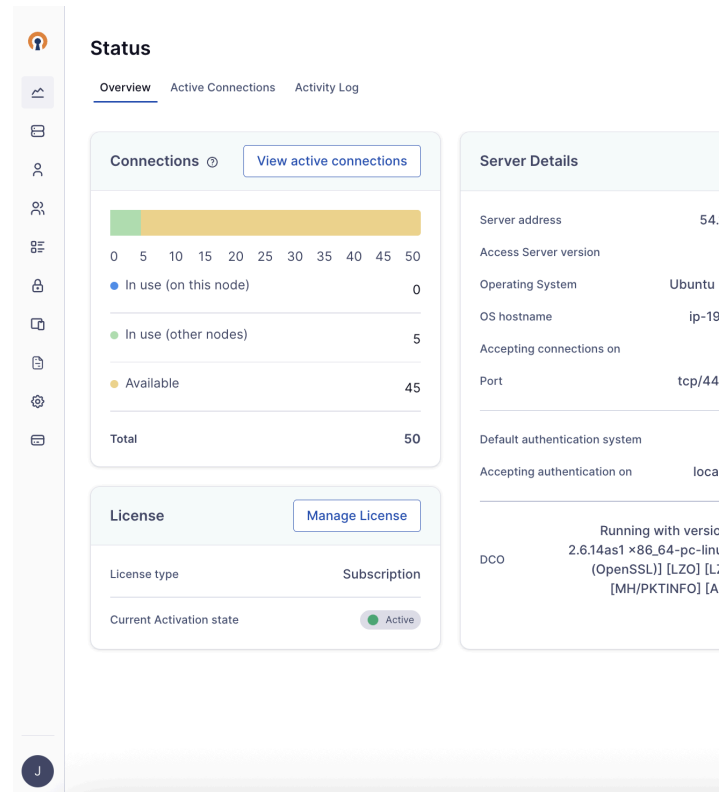 Status
Overview Active Connections Activity Log
Connections View active connections
0 5 10 15 20 25 30 35 40 45 50
In use (on this node) 0
In use (other nodes) 5
Available 45
Total 50
License Manage License
License type Subscription
Current Activation state Active
Server Details
Server address 54.
Access Server version
Operating System Ubuntu
OS hostname ip-19
Accepting connections on
Port tcp/44
Default authentication system
Accepting authentication on loca
DCO
Running with versio
2.6.14as1 ×86_64-pc-linu
(OpenSSL)] [LZO] [LZ
[MH/PKTINFO] [A
J